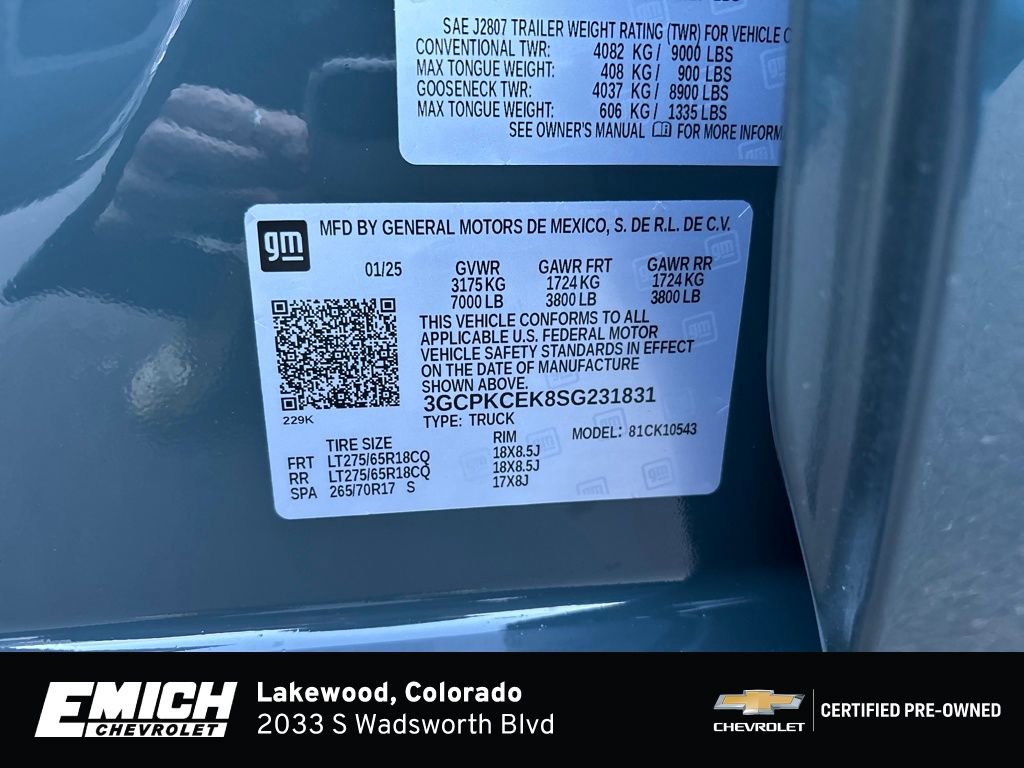 SAE J2807 TRAILER WEIGHT RATING (TWR) FOR VEHICLE
CONVENTIONAL TWR: 4082 KG / 9000 LBS
MAX TONGUE WEIGHT: 408 KG / 900 LBS
GOOSENECK TWR: 4037 KG / 8900 LBS
MAX TONGUE WEIGHT: 606 KG / 1335 LBS
SEE OWNER'S MANUAL FOR MORE INFORM
gm
MFD BY GENERAL MOTORS DE MEXICO, S. DE R.L. DE C.V.
01/25 GVWR GAWR FRT GAWR RR
3175 KG 1724 KG 1724 KG
7000 LB 3800 LB 3800 LB
THIS VEHICLE CONFORMS TO ALL
APPLICABLE U.S. FEDERAL MOTOR
VEHICLE SAFETY STANDARDS IN EFFECT
ON THE DATE OF MANUFACTURE
SHOWN ABOVE.
3GCPKCEK8SG231831
229K
TYPE: TRUCK
MODEL: 81CK10543
TIRE SIZE RIM
FRT LT275/65R18CQ 18X8.5J
RR LT275/65R18CQ 18X8.5J
SPA 265/70R17 S 17X8J
EMICH
CHEVROLET
Lakewood, Colorado
2033 S Wadsworth Blvd
CHEVROLET
CERTIFIED PRE-OWNED